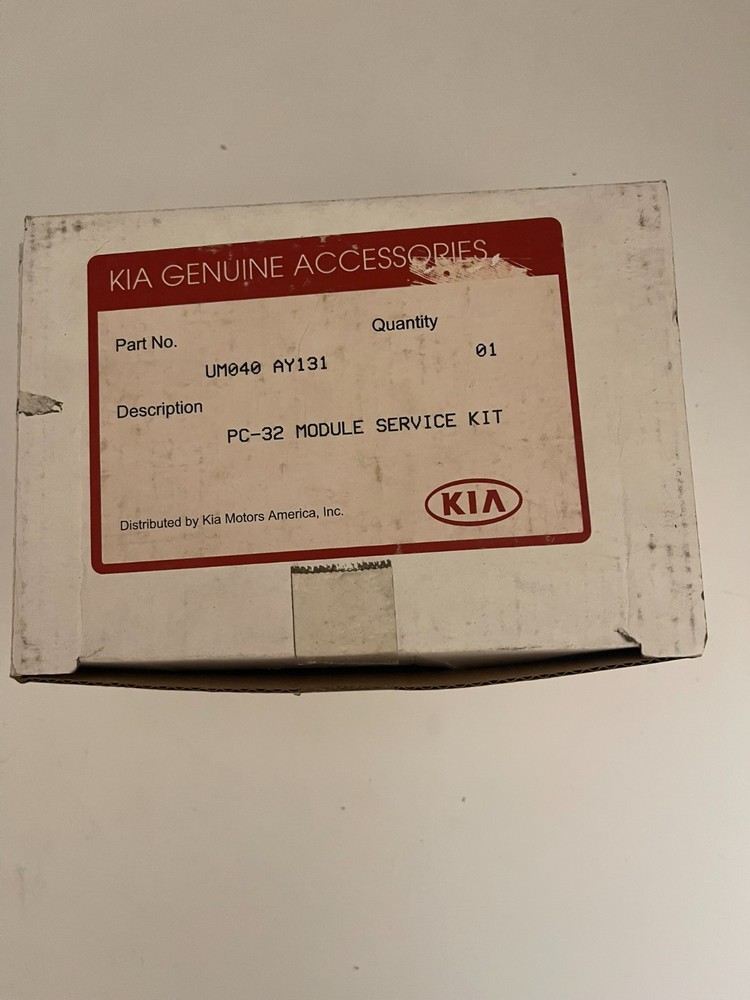 KIA GENUINE ACCESSORIES
Part No.
Quantity
UM040 AY131
01
Description
PC-32 MODULE SERVICE KIT
Distributed by Kia Motors America, Inc.
KIA